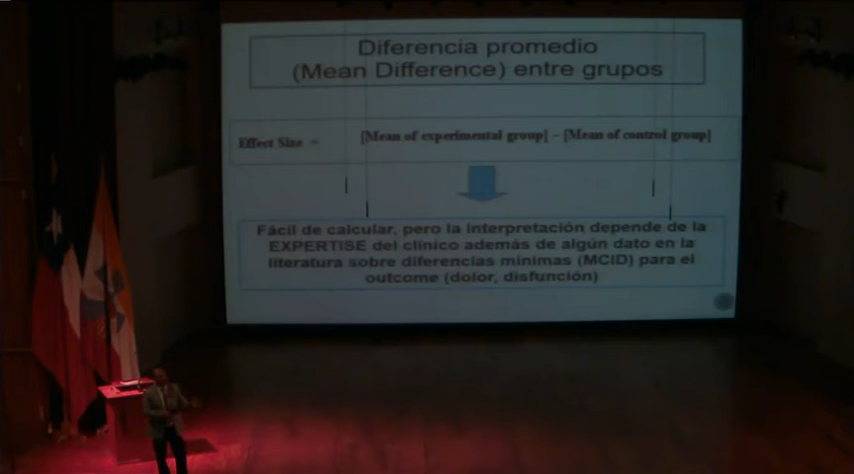 Diferencia promedio
(Mean Difference) entre grupos
Effect Size = [Mean of experimental group] – [Mean of control group]
Fácil de calcular, pero la interpretación depende de la
EXPERTISE del clínico además de algún dato en la
literatura sobre diferencias mínimas (MCID) para el
outcome (dolor, disfunción)